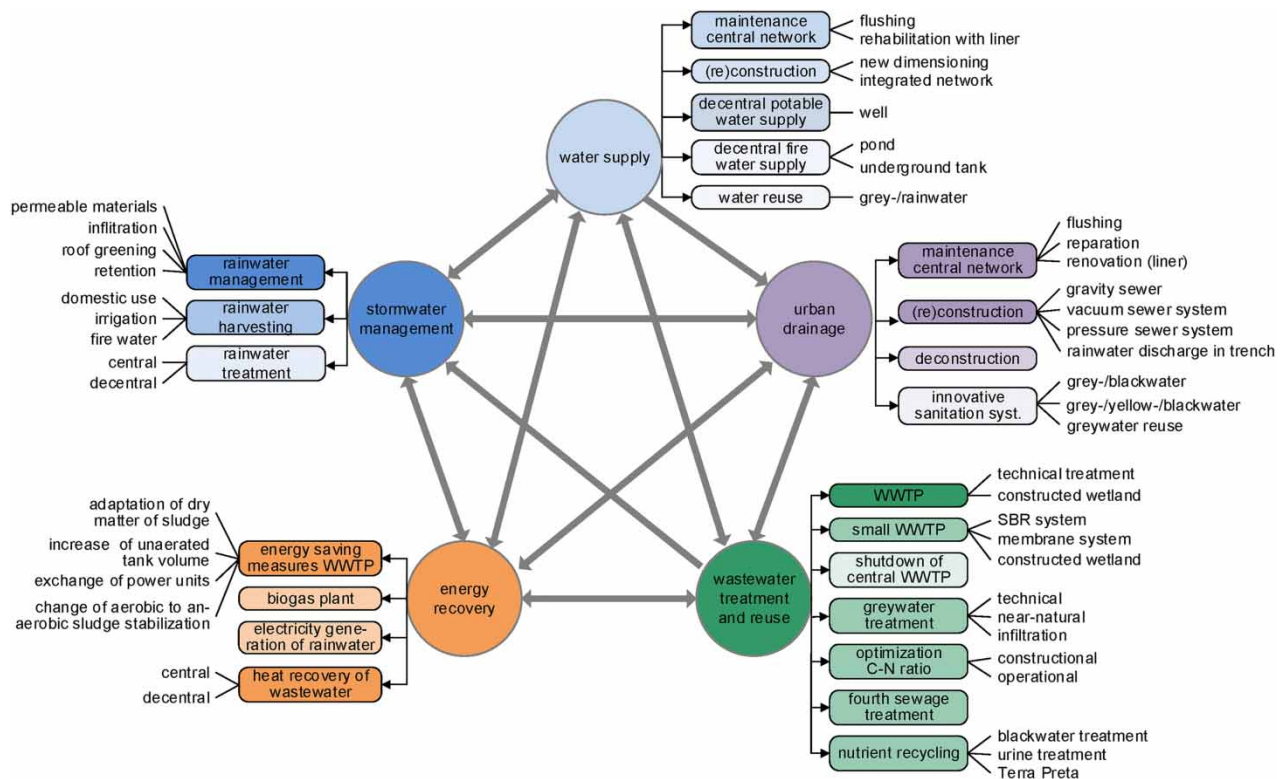 maintenance
central network
flushing
rehabilitation with liner
(re)construction
new dimensioning
integrated network
decentral potable
water supply
well
water supply
decentral fire
water supply
pond
underground tank
water reuse
grey-/rainwater
permeable materials
inflitration
roof greening
retention
rainwater
management
domestic use
irrigation
fire water
rainwater
harvesting
central
decentral
rainwater
treatment
stormwater
management
urban
drainage
maintenance
central network
flushing
reparation
renovation (liner)
(re)construction
gravity sewer
vacuum sewer system
pressure sewer system
rainwater discharge in trench
deconstruction
innovative
sanitation syst.
grey-/blackwater
grey-/yellow-/blackwater
greywater reuse
adaptation of dry
matter of sludge
increase of unaerated
tank volume
exchange of power units
change of aerobic to an-
aerobic sludge stabilization
energy saving
measures WWTP
biogas plant
electricity gene-
ration of rainwater
central
decentral
heat recovery of
wastewater
energy
recovery
wastewater
treatment
and reuse
WWTP
technical treatment
constructed wetland
small WWTP
SBR system
membrane system
constructed wetland
shutdown of
central WWTP
greywater
treatment
technical
near-natural
infiltration
optimization
C-N ratio
constructional
operational
fourth sewage
treatment
nutrient recycling
blackwater treatment
urine treatment
Terra Preta